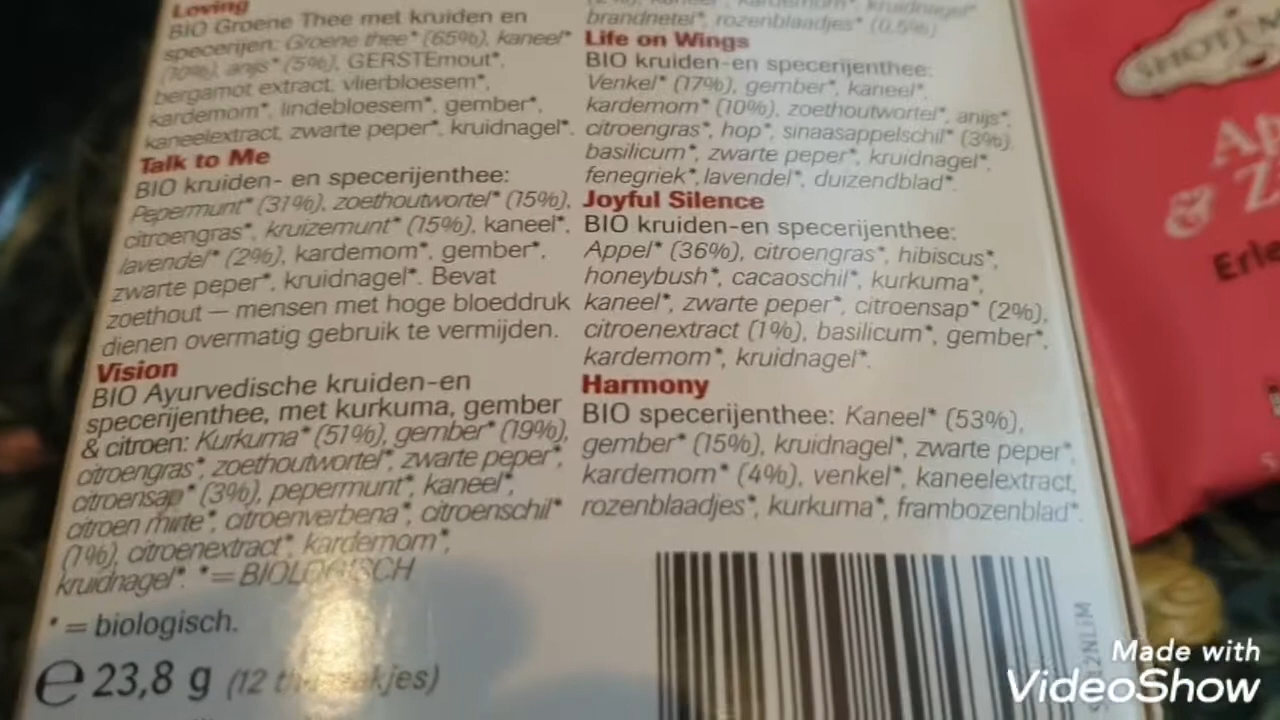 Loving
BIO Groene Thee met kruiden en
specerijen: Groene thee* (65%), kaneel*
(10%), anijs* (5%), GERSTEmout*,
bergamot extract, vlierbloesem*,
kardemom*, lindebloesem*, gember*,
kaneelextract, zwarte peper*, kruidnagel*.
Talk to Me
BIO kruiden- en specerijenthee:
Pepermunt* (31%), zoethoutwortel* (15%),
citroengras*, kruizemunt* (15%), kaneel*,
lavendel* (2%), kardemom*, gember*,
zwarte peper*, kruidnagel*. Bevat
zoethout — mensen met hoge bloeddruk
dienen overmatig gebruik te vermijden.
Vision
BIO Ayurvedische kruiden-en
specerijenthee, met kurkuma, gember
& citroen: Kurkuma* (51%), gember* (19%),
citroengras*, zoethoutwortel*, zwarte peper*,
citroensap* (3%), pepermunt*, kaneel*,
citroen mirte*, citroenverbena*, citroenschil*
(1%), citroenextract*, kardemom*,
kruidnagel*. *= BIOLOGISCH
* = biologisch.
e 23,8 g (12
kruidnagel*
brandnetel*, rozenblaadjes* (0,5%)
Life on Wings
BIO kruiden-en specerijenthee:
Venkel* (17%), gember*, kaneel*,
kardemom* (10%), zoethoutwortel*, anijs*,
citroengras*, hop*, sinaasappelschil* (3%),
basilicum*, zwarte peper*, kruidnagel*,
fenegriek*, lavendel*, duizendblad*.
Joyful Silence
BIO kruiden-en specerijenthee:
Appel* (36%), citroengras*, hibiscus*,
honeybush*, cacaoschil*, kurkuma*,
kaneel*, zwarte peper*, citroensap* (2%),
citroenextract (1%), basilicum*, gember*,
kardemom*, kruidnagel*.
Harmony
BIO specerijenthee: Kaneel* (53%),
gember* (15%), kruidnagel*, zwarte peper*,
kardemom* (4%), venkel*, kaneelextract,
rozenblaadjes*, kurkuma*, frambozenblad*.
Made with
VideoShow